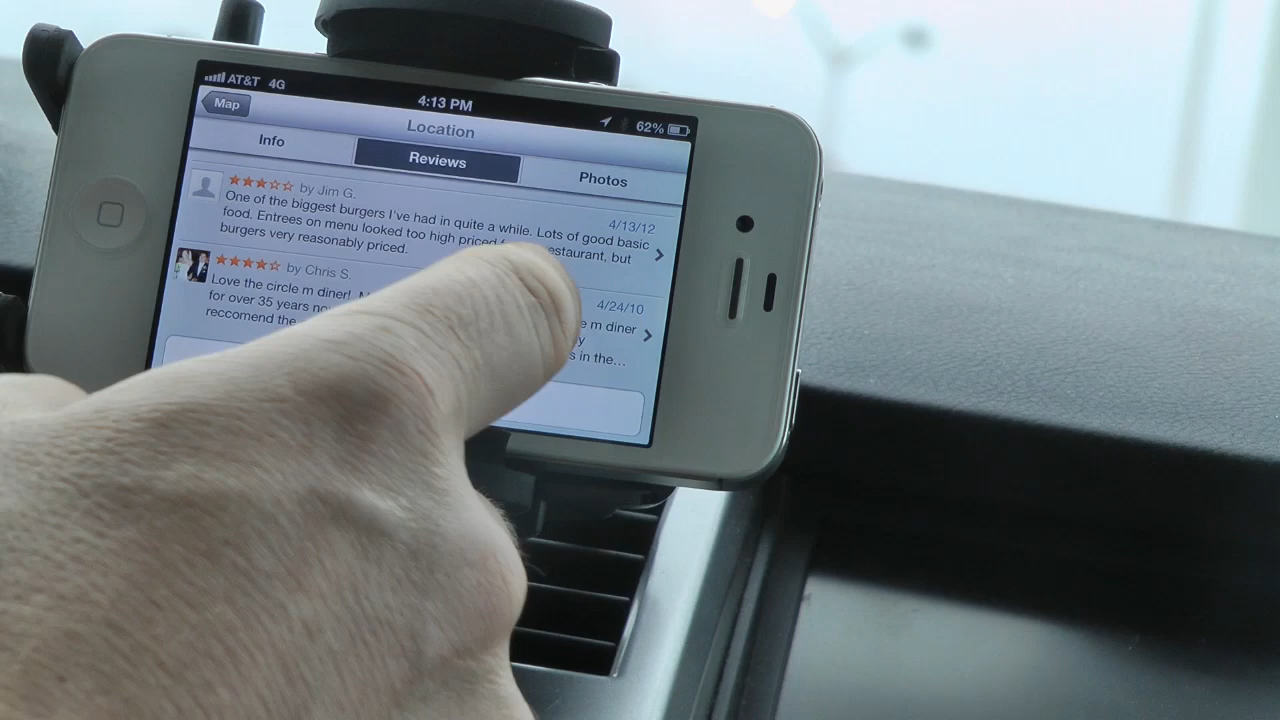 AT&T 4G
4:13 PM
62%
Map
Location
Info
Reviews
Photos
by Jim G.
4/13/12
One of the biggest burgers I've had in quite a while. Lots of good basic
food. Entrees on menu looked too high priced estaurant, but
burgers very reasonably priced.
by Chris S.
4/24/10
Love the circle m diner! e m diner
for over 35 years y
reccomend the s in the...